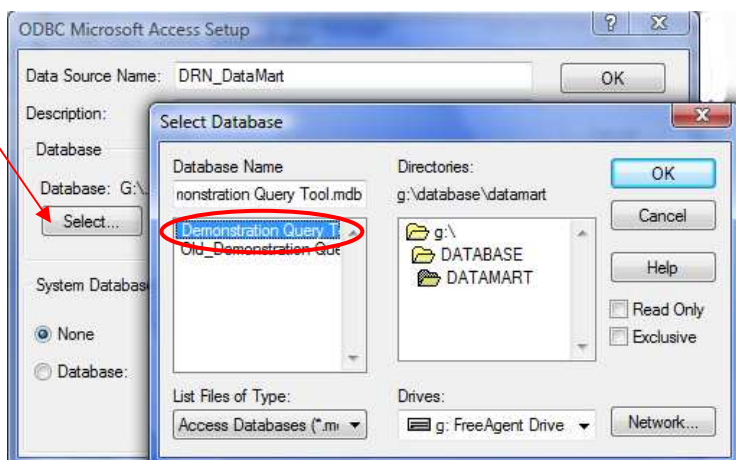 ODBC Microsoft Access Setup
Data Source Name: DRN_DataMart
OK
Description:
Database
Database: G:\..
Select...
System Databas
None
Database:
Select Database
Database Name
nonstration Query Tool.mdb
Demonstration Query T
Old_Demonstration Que
List Files of Type:
Access Databases (*.m
Directories:
g:\database\datamart
g:\
DATABASE
DATAMART
Drives:
g: FreeAgent Drive
OK
Cancel
Help
Read Only
Exclusive
Network...